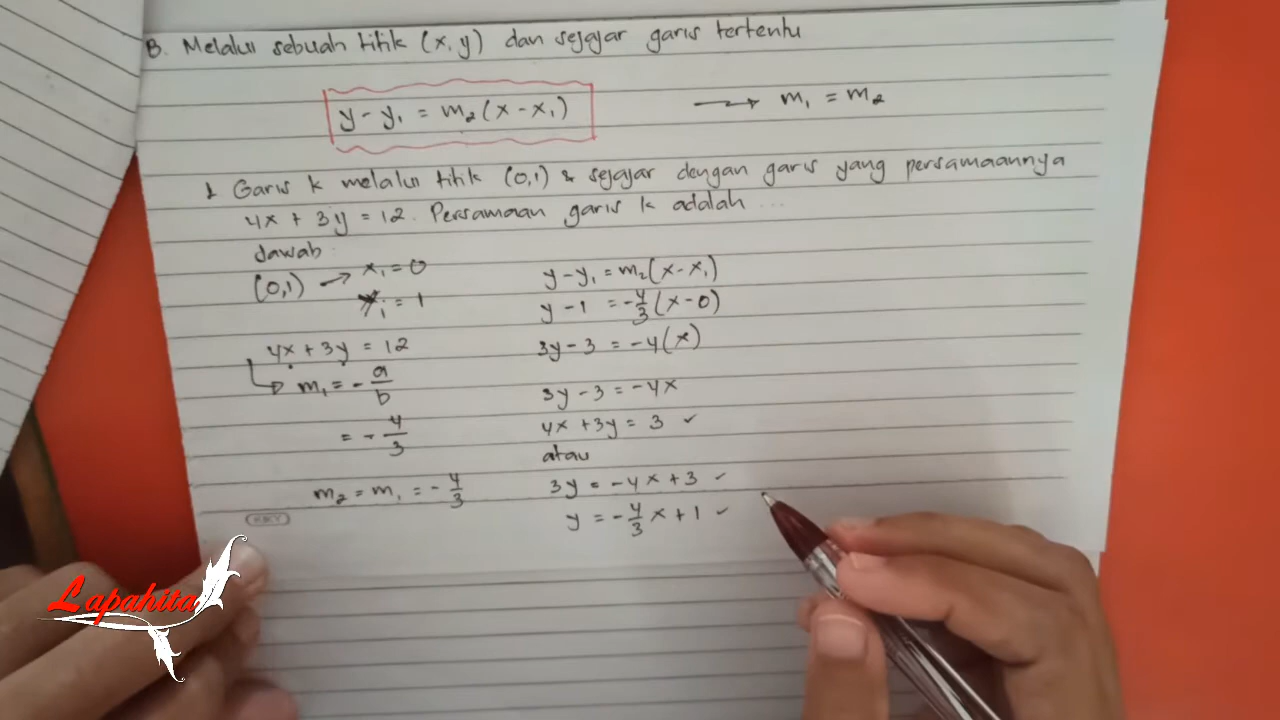 B. Melalui sebuah titik (x, y) dan sejajar garis tertentu
y - y₁ = m₂ (x - x₁) → m₁ = m₂
1. Garis k melalui titik (0,1) & sejajar dengan garis yang persamaannya
4x + 3y = 12. Persamaan garis k adalah ...
Jawab :
(0,1) → x₁ = 0
y₁ = 1
4x + 3y = 12
m₁ = - a/b
= - 4/3
m₂ = m₁ = - 4/3
y - y₁ = m₂ (x - x₁)
y - 1 = - 4/3 (x - 0)
3y - 3 = -4 (x)
3y - 3 = -4x
4x + 3y = 3 ✓
atau
3y = -4x + 3 ✓
y = - 4/3 x + 1 ✓
KKY
Lapahita